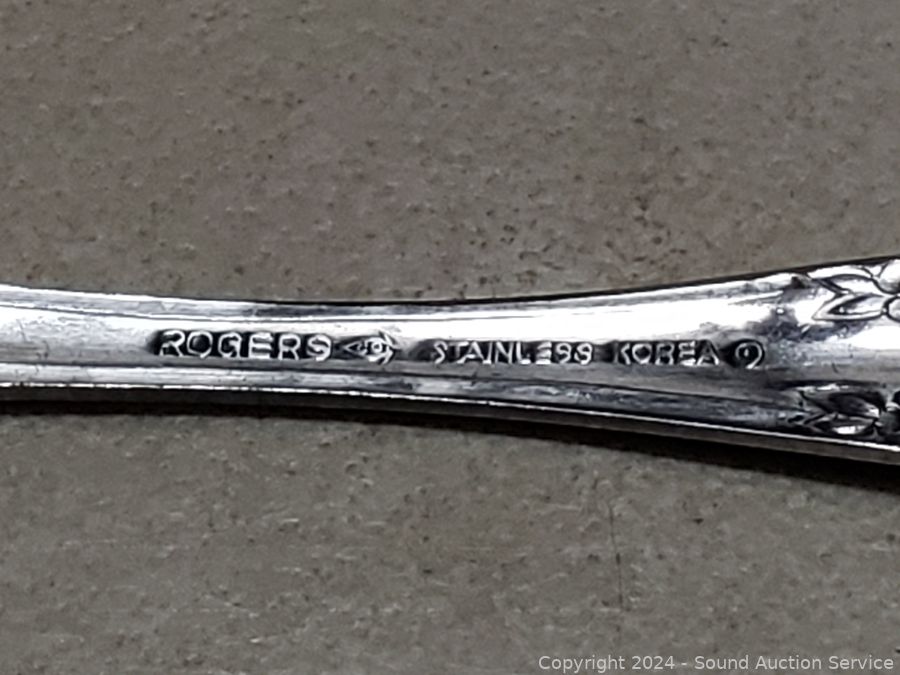 ROGERS STAINLESS KOREA
Copyright 2024 - Sound Auction Service